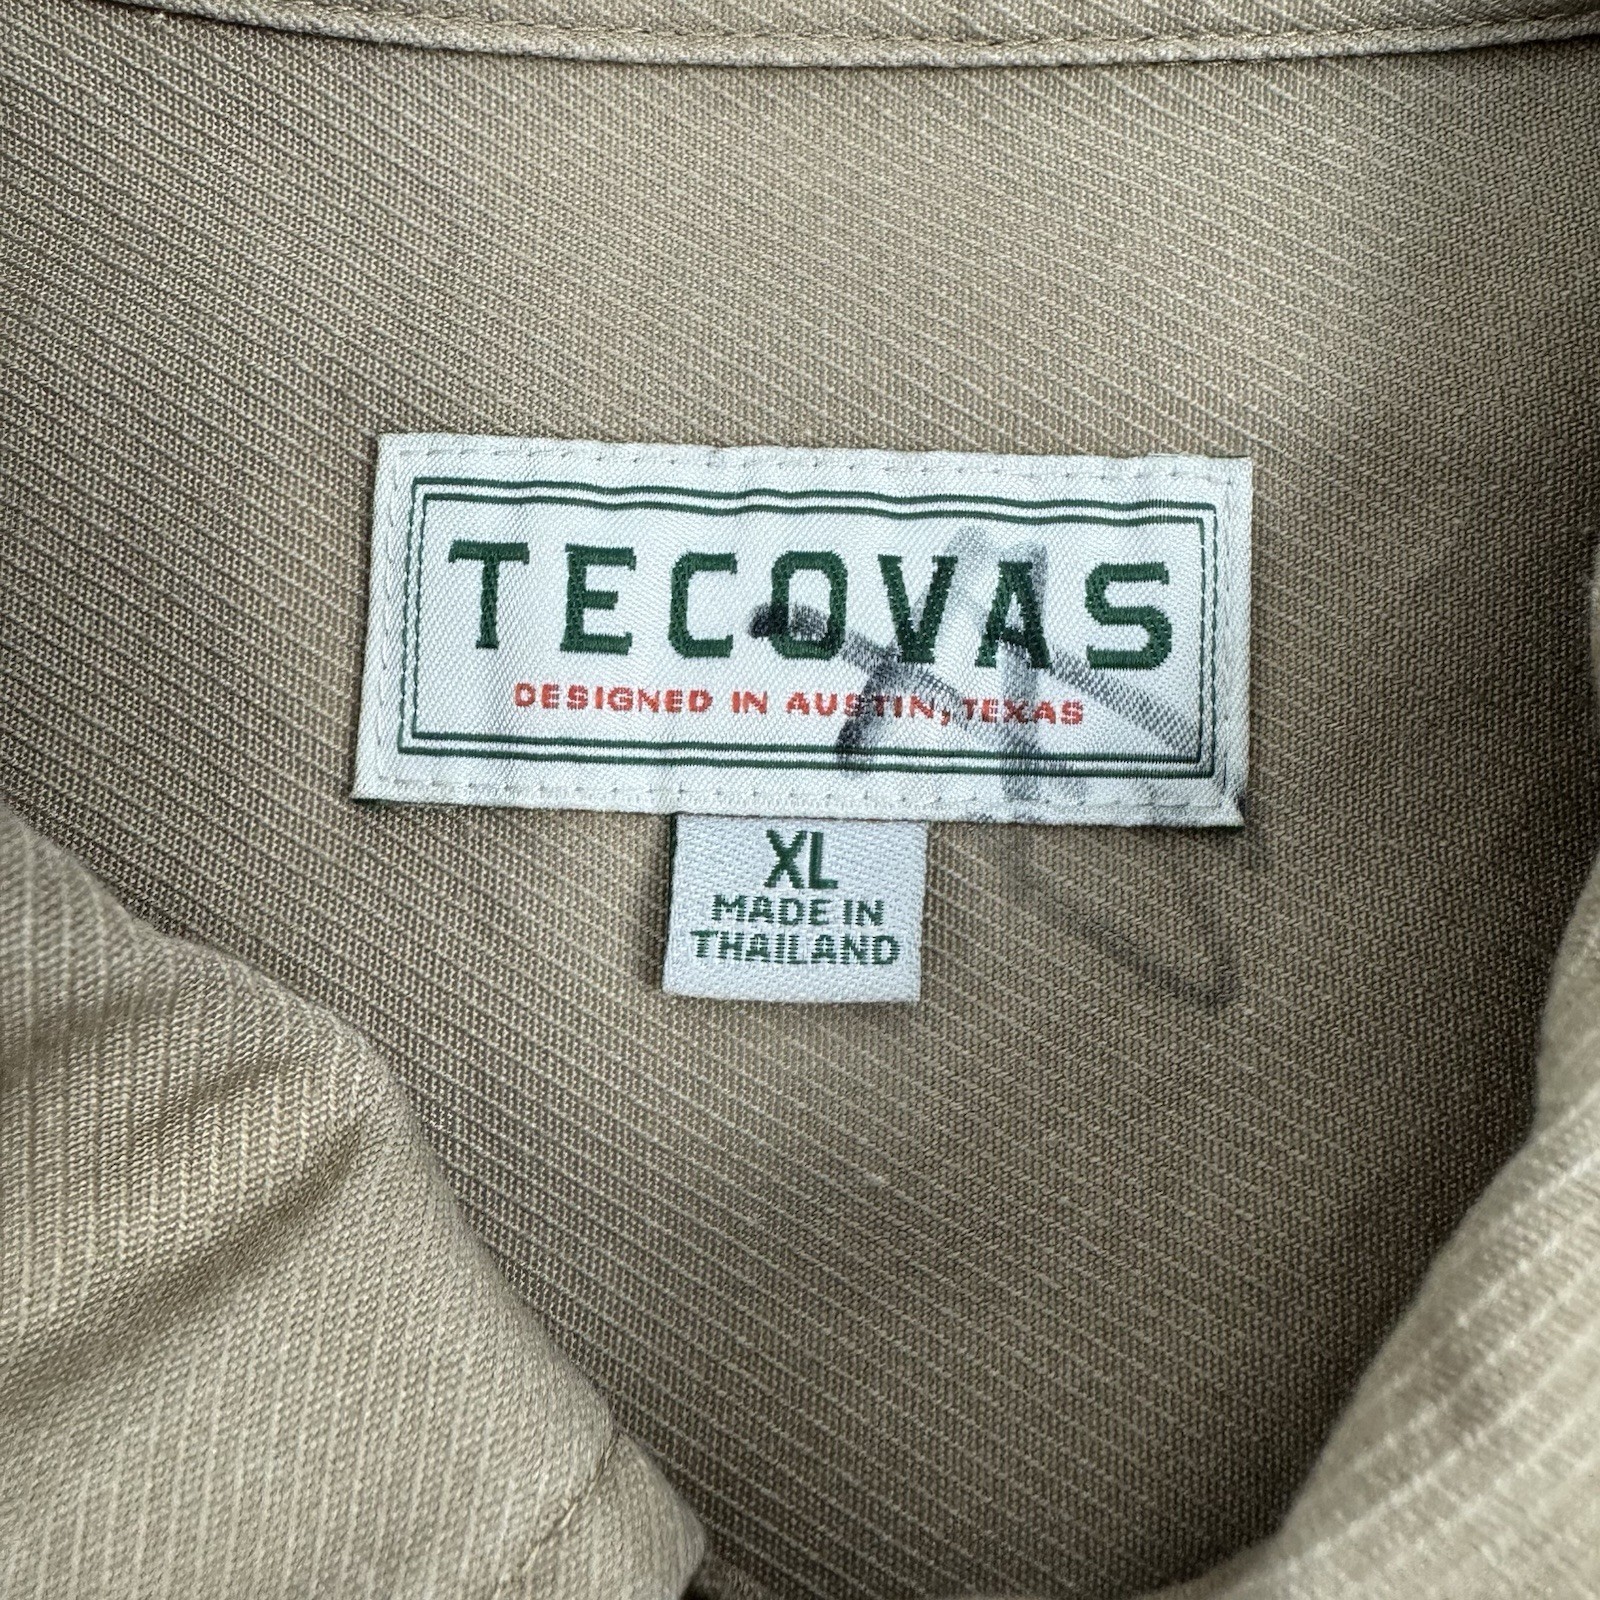 TECOVAS
DESIGNED IN AUSTIN, TEXAS
XL
MADE IN
THAILAND